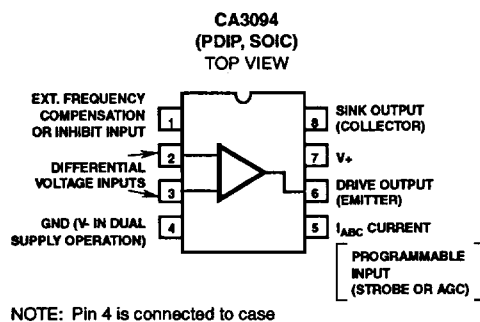 CA3094
(PDIP, SOIC)
TOP VIEW
EXT. FREQUENCY
COMPENSATION
OR INHIBIT INPUT
1
8
SINK OUTPUT
(COLLECTOR)
DIFFERENTIAL
VOLTAGE INPUTS
2
7
V+
3
6
DRIVE OUTPUT
(EMITTER)
GND (V- IN DUAL
SUPPLY OPERATION)
4
5
IABC CURRENT
PROGRAMMABLE
INPUT
(STROBE OR AGC)
NOTE: Pin 4 is connected to case